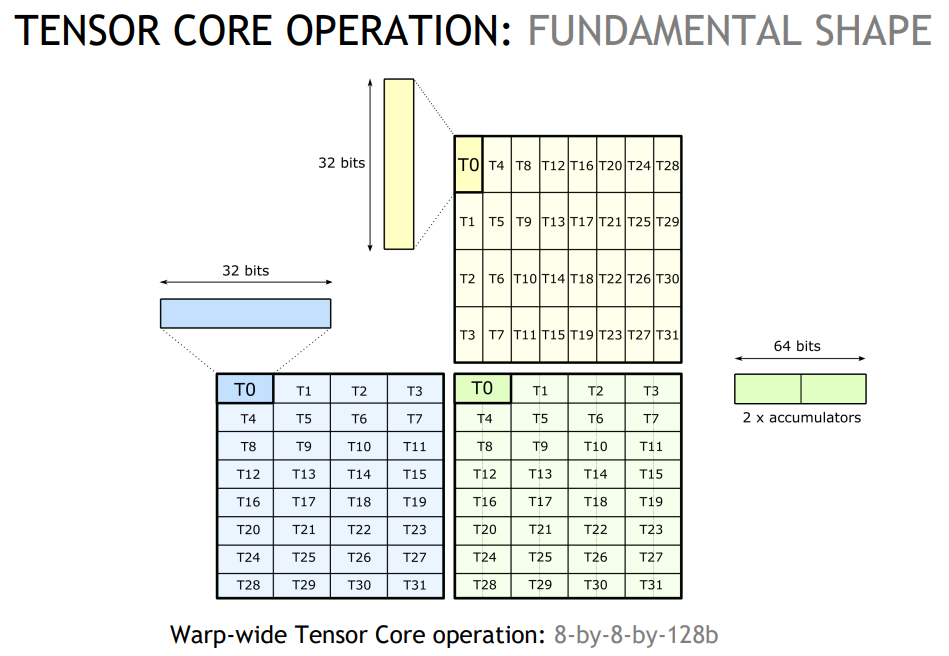 TENSOR CORE OPERATION: FUNDAMENTAL SHAPE
32 bits
T0 T4 T8 T12 T16 T20 T24 T28
T1 T5 T9 T13 T17 T21 T25 T29
T2 T6 T10 T14 T18 T22 T26 T30
T3 T7 T11 T15 T19 T23 T27 T31
32 bits
T0 T1 T2 T3
T4 T5 T6 T7
T8 T9 T10 T11
T12 T13 T14 T15
T16 T17 T18 T19
T20 T21 T22 T23
T24 T25 T26 T27
T28 T29 T30 T31
T0 T1 T2 T3
T4 T5 T6 T7
T8 T9 T10 T11
T12 T13 T14 T15
T16 T17 T18 T19
T20 T21 T22 T23
T24 T25 T26 T27
T28 T29 T30 T31
64 bits
2 x accumulators
Warp-wide Tensor Core operation: 8-by-8-by-128b